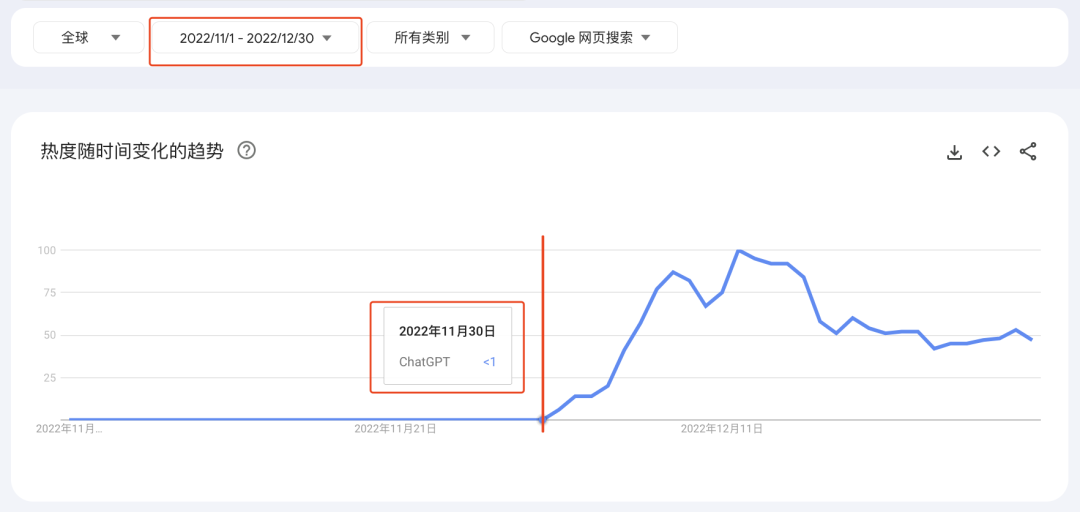 全球
2022/11/1 - 2022/12/30
所有类别
Google 网页搜索
热度随时间变化的趋势
100
75
50
25
2022年11月30日
ChatGPT <1
2022年11月...
2022年11月21日
2022年12月11日